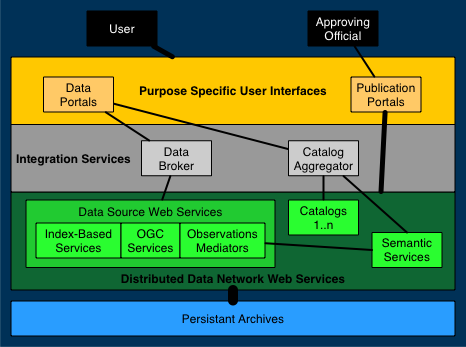 User
Approving
Official
Data
Portals
Purpose Specific User Interfaces
Publication
Portals
Integration Services
Data
Broker
Catalog
Aggregator
Data Source Web Services
Index-Based
Services
OGC
Services
Observations
Mediators
Catalogs
1..n
Semantic
Services
Distributed Data Network Web Services
Persistant Archives